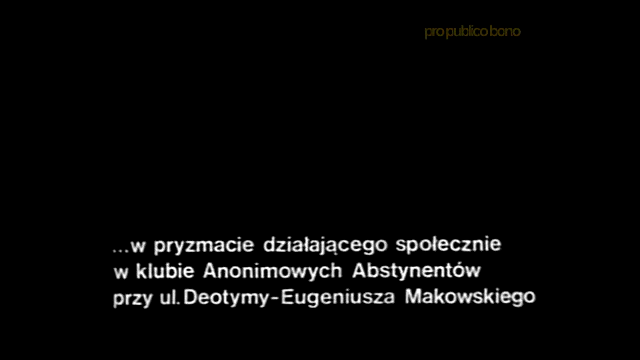 pro publico bono
...w pryzmacie działającego społecznie
w klubie Anonimowych Abstynentów
przy ul. Deotymy-Eugeniusza Makowskiego